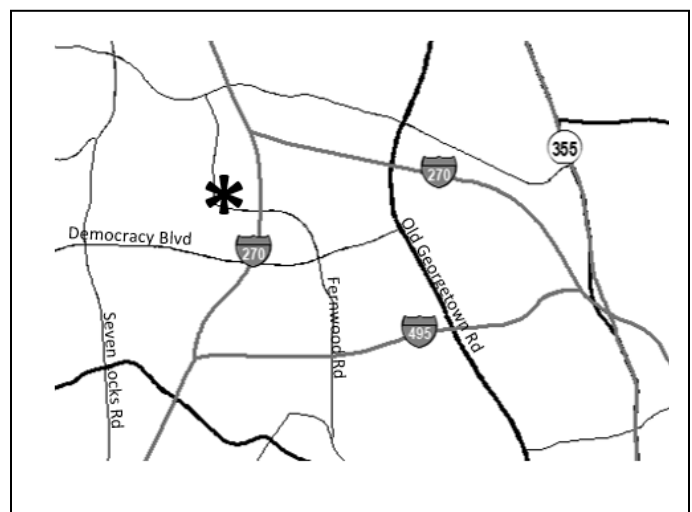 355
270
Democracy Blvd
270
Old Georgetown Rd
Fernwood Rd
495
Seven Locks Rd